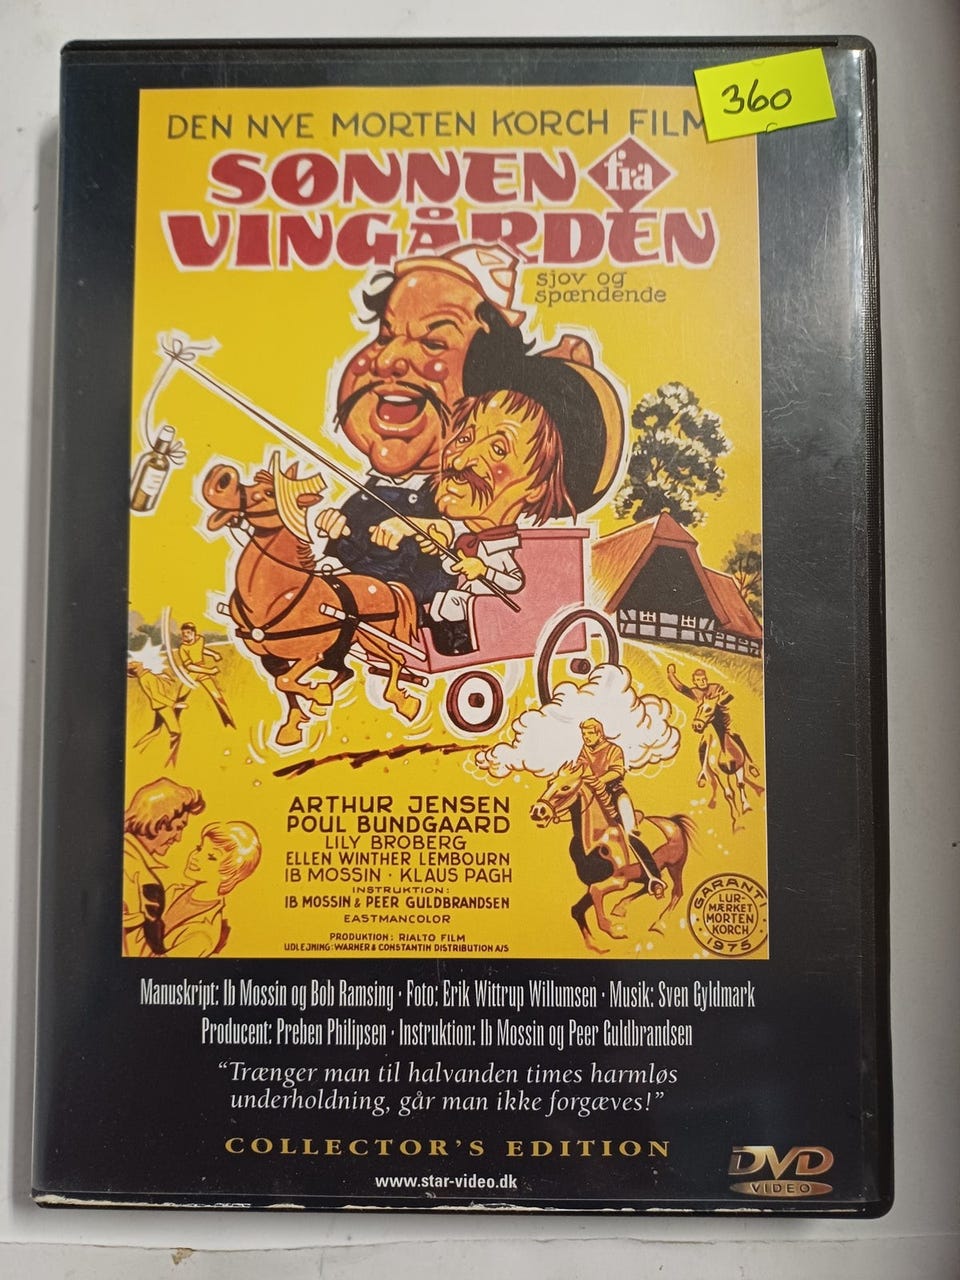 360
DEN NYE MORTEN KORCH FILM
SØNNEN fra
VINGÅRDEN
sjov og
spændende
ARTHUR JENSEN
POUL BUNDGAARD
LILY BROBERG
ELLEN WINTHER LEMBOURN
IB MOSSIN · KLAUS PAGH
INSTRUKTION:
IB MOSSIN & PEER GULDBRANDSEN
EASTMANCOLOR
PRODUKTION: RIALTO FILM
UDLEJNING: WARNER & CONSTANTIN DISTRIBUTION A/S
GARANTI
LUR-
MÆRKET
MORTEN
KORCH
1975
Manuskript: Ib Mossin og Bob Ramsing · Foto: Erik Wittrup Willumsen · Musik: Sven Gyldmark
Producent: Preben Philipsen · Instruktion: Ib Mossin og Peer Guldbrandsen
“Trænger man til halvanden times harmløs
underholdning, går man ikke forgæves!”
COLLECTOR'S EDITION
www.star-video.dk
DVD
VIDEO